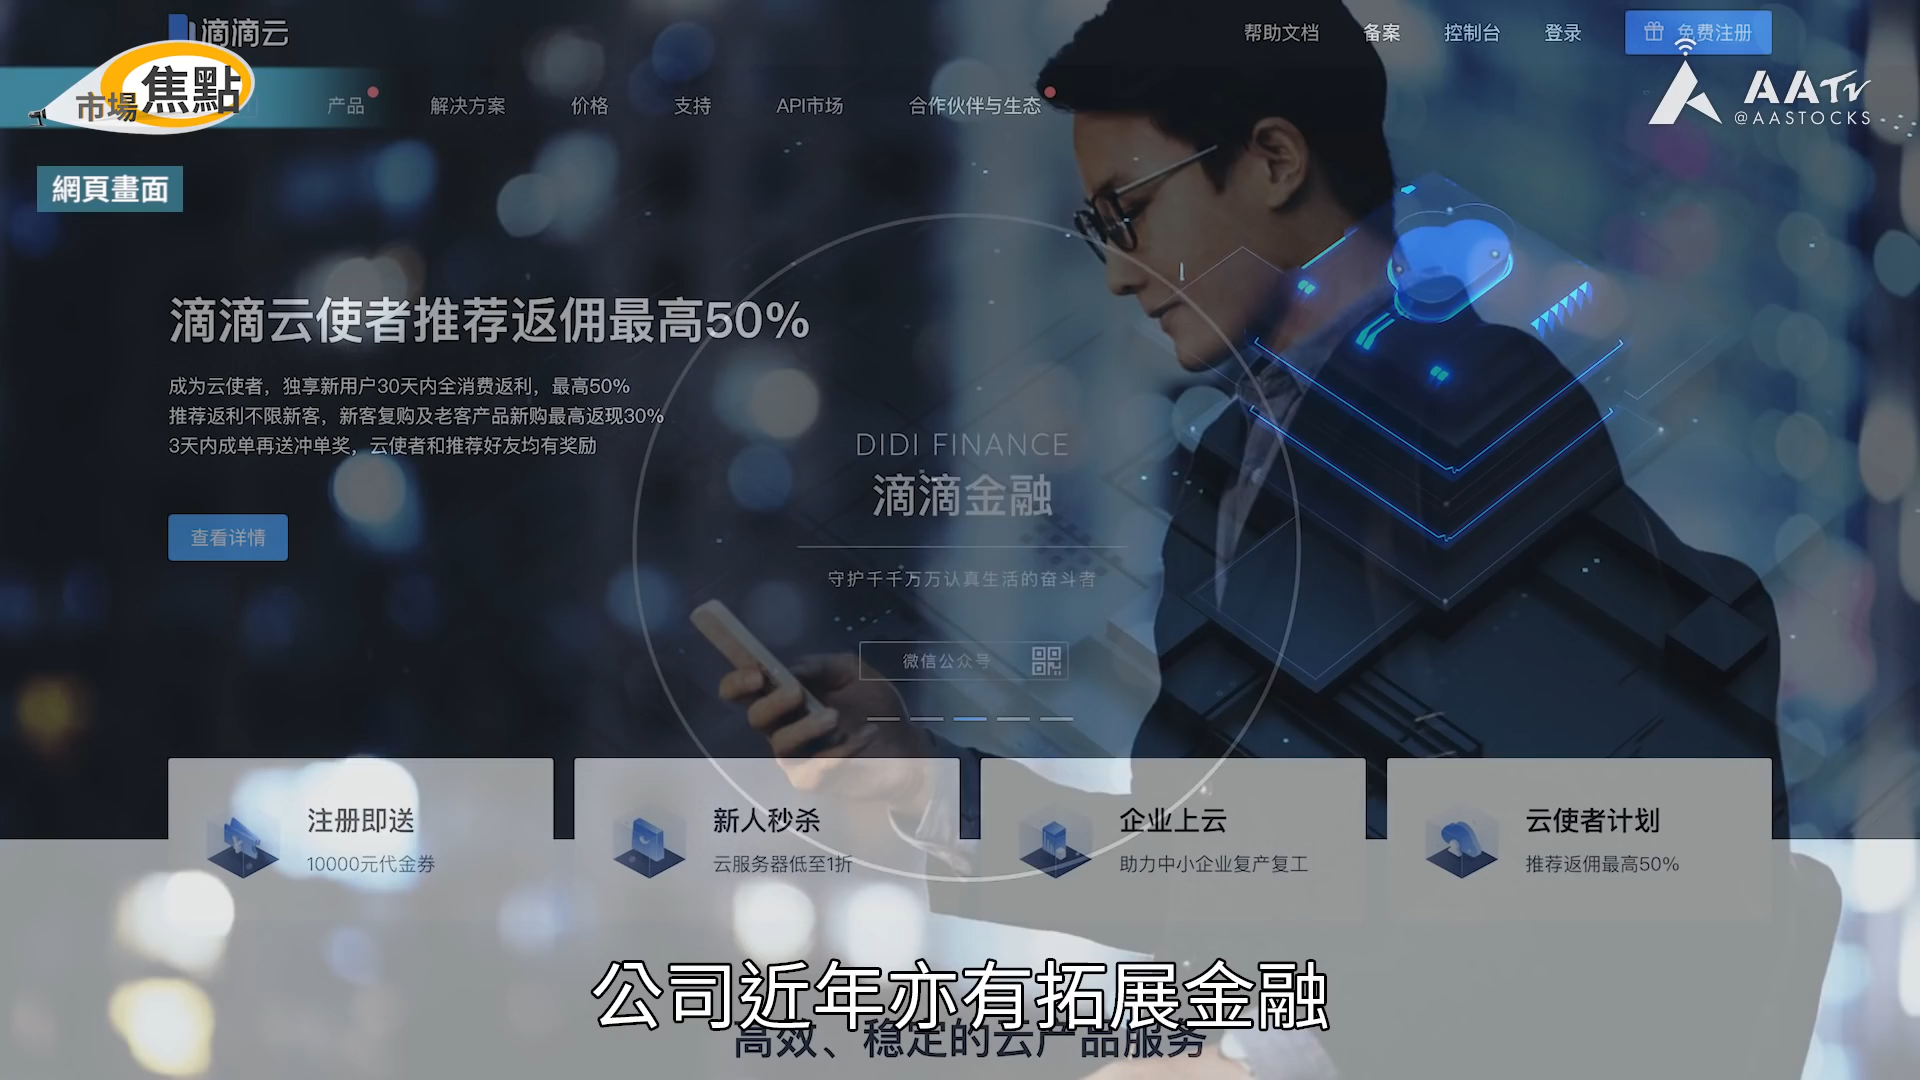 滴滴云
帮助文档
备案
控制台
登录
免费注册
市場焦點
产品
解决方案
价格
支持
API市场
合作伙伴与生态
AATV
@AASTOCKS
網頁畫面
滴滴云使者推荐返佣最高50%
成为云使者，独享新用户30天内全消费返利，最高50%
推荐返利不限新客，新客复购及老客产品新购最高返现30%
3天内成单再送冲单奖，云使者和推荐好友均有奖励
DIDI FINANCE
滴滴金融
查看详情
守护千千万万认真生活的奋斗者
微信公众号
注册即送
10000元代金券
新人秒杀
云服务器低至1折
企业上云
助力中小企业复产复工
云使者计划
推荐返佣最高50%
公司近年亦有拓展金融
高效、稳定的云产品服务